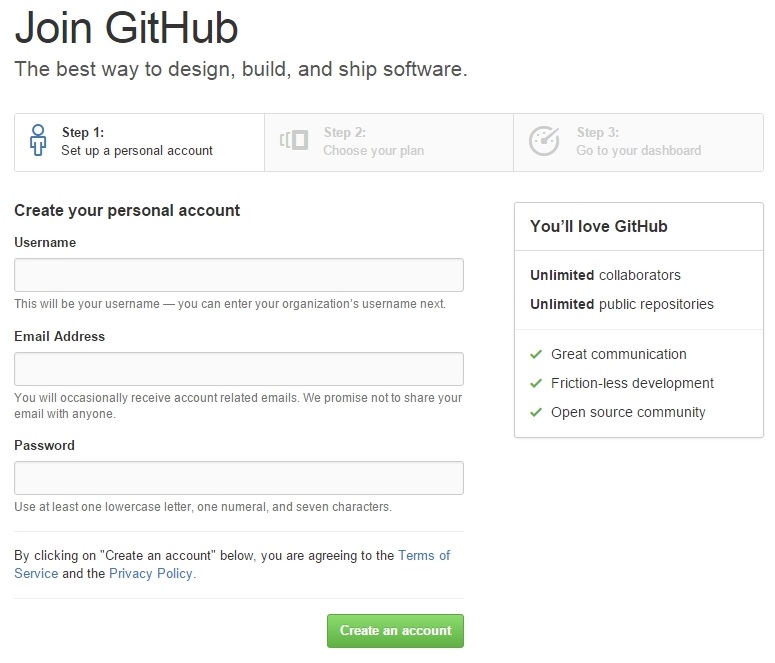 Join GitHub
The best way to design, build, and ship software.
Step 1:
Set up a personal account
Step 2:
Choose your plan
Step 3:
Go to your dashboard
Create your personal account
Username
This will be your username — you can enter your organization’s username next.
Email Address
You will occasionally receive account related emails. We promise not to share your
email with anyone.
Password
Use at least one lowercase letter, one numeral, and seven characters.
By clicking on "Create an account" below, you are agreeing to the Terms of
Service and the Privacy Policy.
Create an account
You’ll love GitHub
Unlimited collaborators
Unlimited public repositories
Great communication
Friction-less development
Open source community